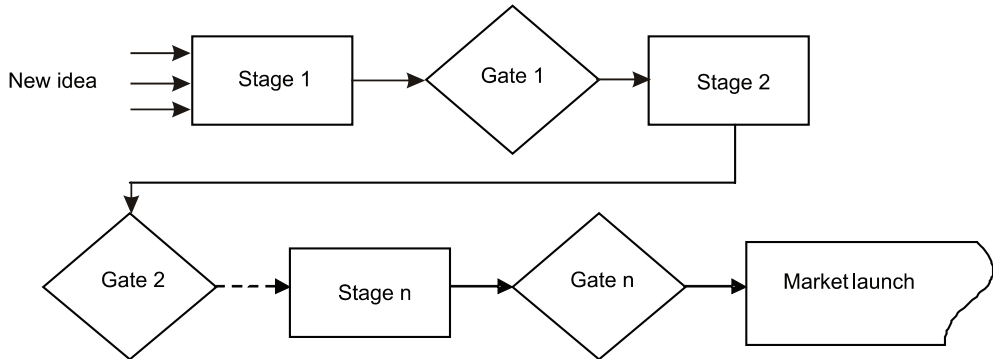 New idea
Stage 1
Gate 1
Stage 2
Gate 2
Stage n
Gate n
Market launch